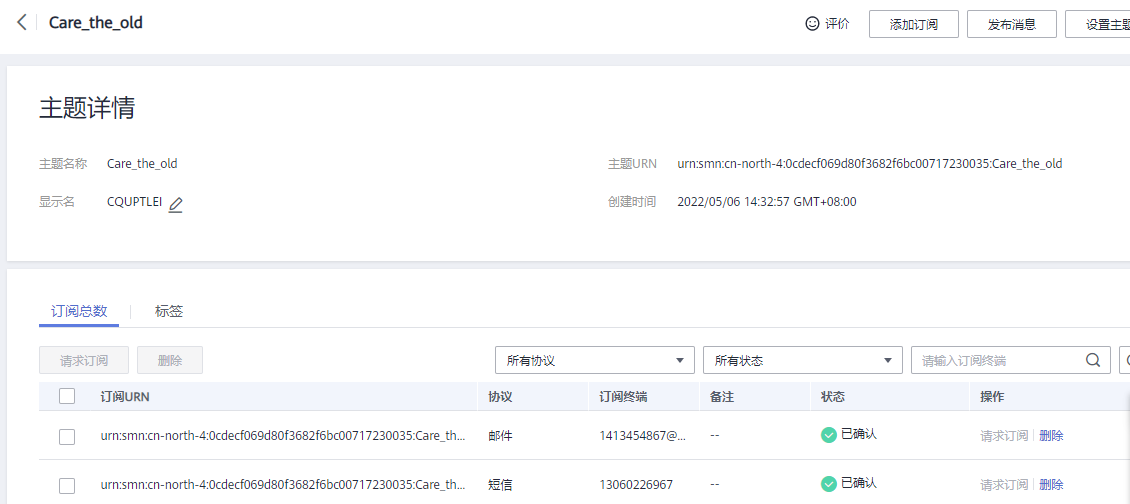 Care_the_old 评价 添加订阅 发布消息 设置主题
主题详情
主题名称 Care_the_old 主题URN urn:smn:cn-north-4:0cdecf069d80f3682f6bc00717230035:Care_the_old
显示名 CQUPTLEI 创建时间 2022/05/06 14:32:57 GMT+08:00
订阅总数 标签
请求订阅 删除 所有协议 所有状态 请输入订阅终端
订阅URN 协议 订阅终端 备注 状态 操作
urn:smn:cn-north-4:0cdecf069d80f3682f6bc00717230035:Care_th... 邮件 1413454867@... -- 已确认 请求订阅 删除
urn:smn:cn-north-4:0cdecf069d80f3682f6bc00717230035:Care_th... 短信 13060226967 -- 已确认 请求订阅 删除